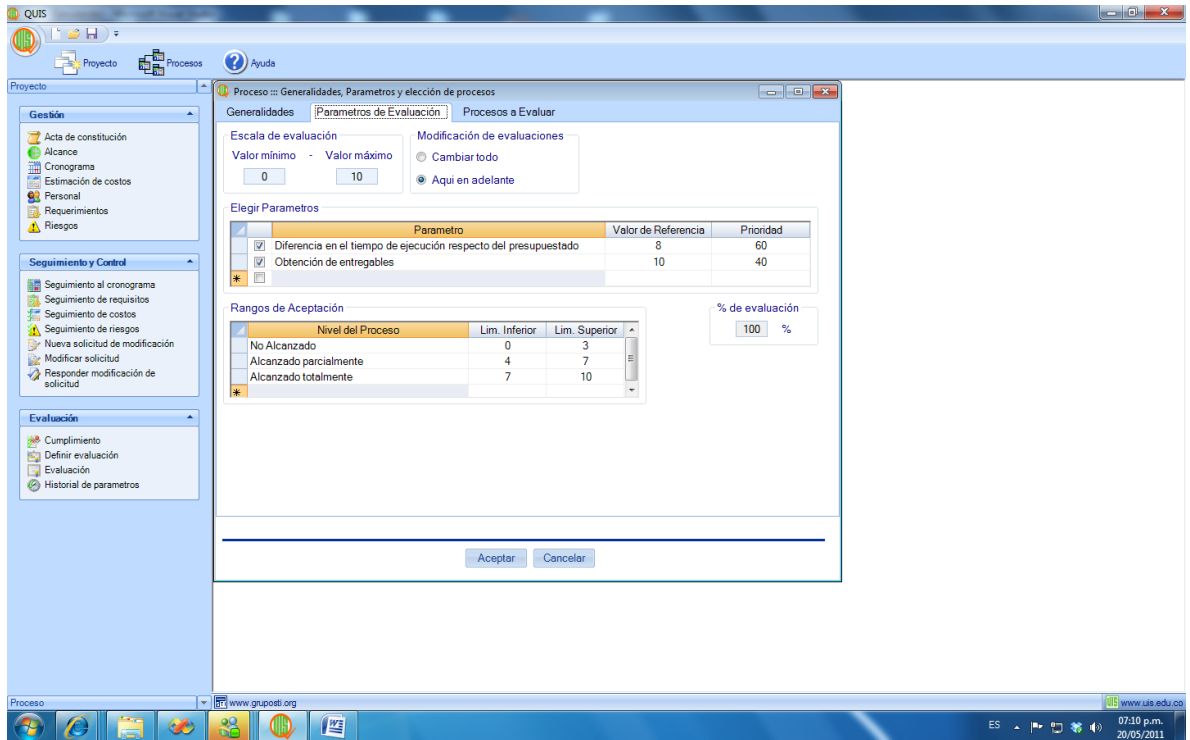 QUIS
Proyecto Procesos Ayuda
Proyecto
Gestión
Acta de constitución
Alcance
Cronograma
Estimación de costos
Personal
Requerimientos
Riesgos
Seguimiento y Control
Seguimiento al cronograma
Seguimiento de requisitos
Seguimiento de costos
Seguimiento de riesgos
Nueva solicitud de modificación
Modificar solicitud
Responder modificación de
solicitud
Evaluación
Cumplimiento
Definir evaluación
Evaluación
Historial de parametros
Proceso
Proceso ::: Generalidades, Parametros y elección de procesos
Generalidades Parametros de Evaluación Procesos a Evaluar
Escala de evaluación
Valor mínimo - Valor máximo
0 10
Modificación de evaluaciones
Cambiar todo
Aqui en adelante
Elegir Parametros
Parametro Valor de Referencia Prioridad
Diferencia en el tiempo de ejecución respecto del presupuestado 8 60
Obtención de entregables 10 40
Rangos de Aceptación
Nivel del Proceso Lim. Inferior Lim. Superior
No Alcanzado 0 3
Alcanzado parcialmente 4 7
Alcanzado totalmente 7 10
% de evaluación
100 %
Aceptar Cancelar
www.gruposti.org
www.uis.edu.co
ES
07:10 p.m.
20/05/2011